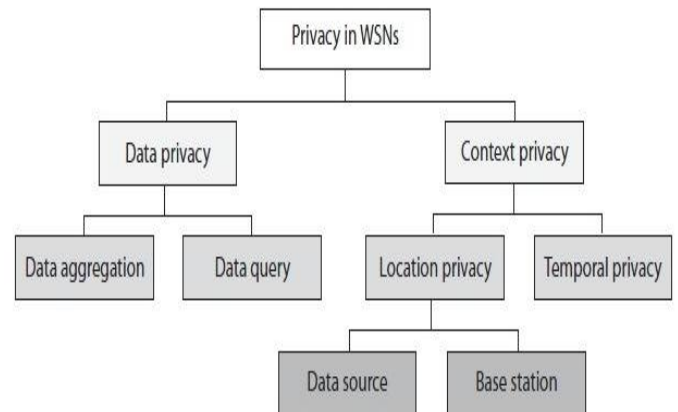 Privacy in WSNs
Data privacy
Context privacy
Data aggregation
Data query
Location privacy
Temporal privacy
Data source
Base station